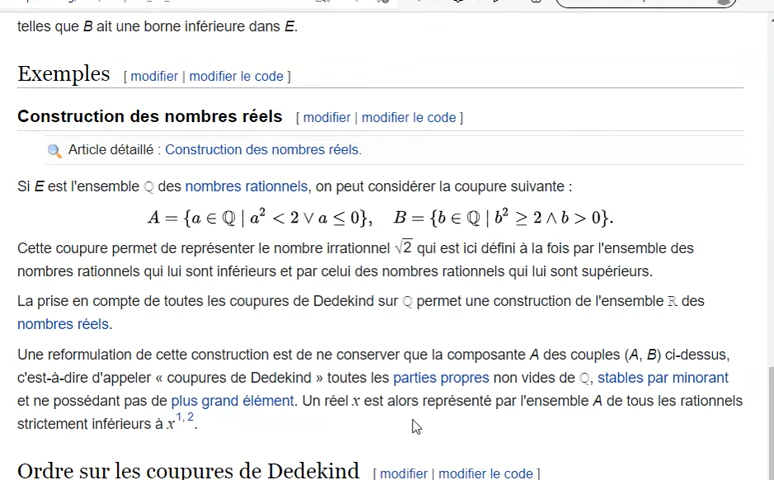 telles que B ait une borne inférieure dans E.
Exemples [ modifier | modifier le code ]
Construction des nombres réels [ modifier | modifier le code ]
Article détaillé : Construction des nombres réels.
Si E est l'ensemble ℚ des nombres rationnels, on peut considérer la coupure suivante :
A = {a ∈ ℚ | a² < 2 ∨ a ≤ 0}, B = {b ∈ ℚ | b² ≥ 2 ∧ b > 0}.
Cette coupure permet de représenter le nombre irrationnel √2 qui est ici défini à la fois par l'ensemble des
nombres rationnels qui lui sont inférieurs et par celui des nombres rationnels qui lui sont supérieurs.
La prise en compte de toutes les coupures de Dedekind sur ℚ permet une construction de l'ensemble ℝ des
nombres réels.
Une reformulation de cette construction est de ne conserver que la composante A des couples (A, B) ci-dessus,
c'est-à-dire d'appeler « coupures de Dedekind » toutes les parties propres non vides de ℚ, stables par minorant
et ne possédant pas de plus grand élément. Un réel x est alors représenté par l'ensemble A de tous les rationnels
strictement inférieurs à x1, 2.
Ordre sur les coupures de Dedekind [ modifier | modifier le code ]